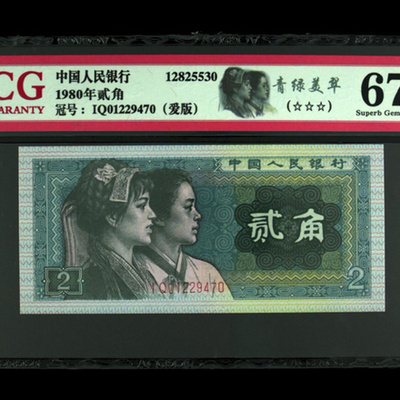 CG
ARANTY
中国人民银行 12825530
1980年贰角
冠号：IQ01229470（爱版）
青绿美翠
（☆☆☆）
67
Superb Gem
中国人民银行
贰角
2
IQ01229470
2